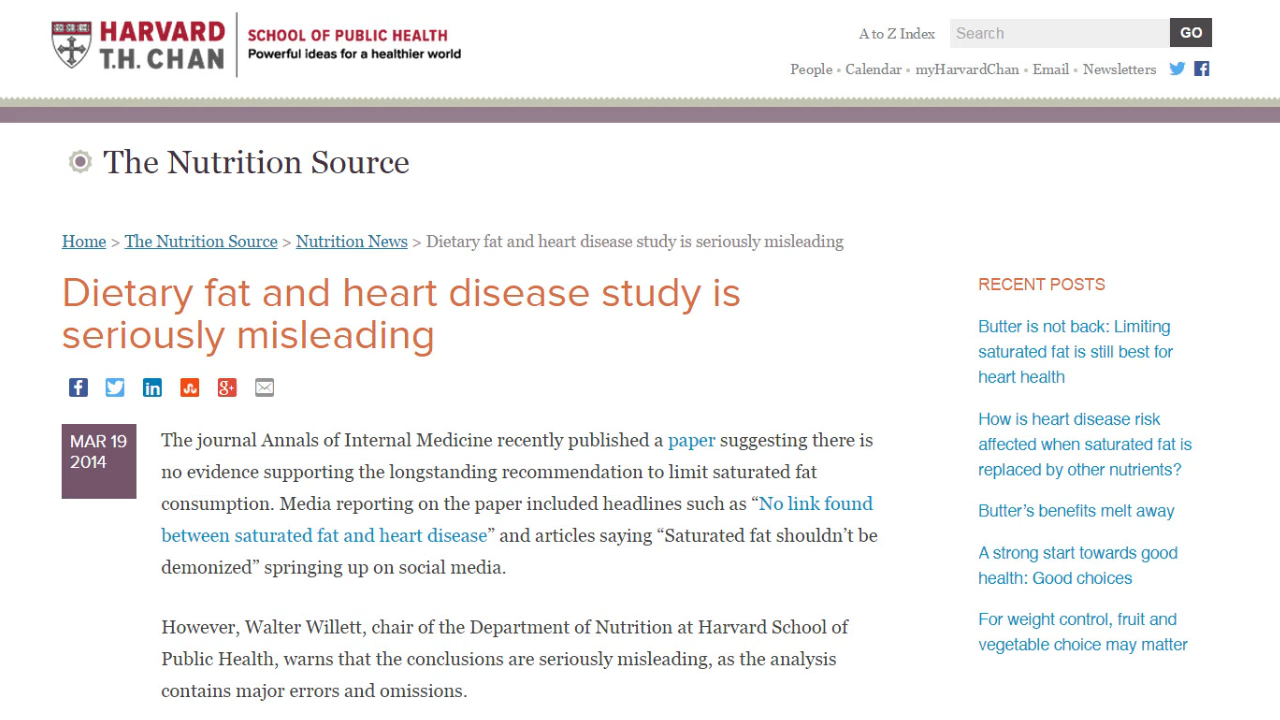 HARVARD
T.H. CHAN
SCHOOL OF PUBLIC HEALTH
Powerful ideas for a healthier world
A to Z Index
Search
GO
People • Calendar • myHarvardChan • Email • Newsletters
The Nutrition Source
Home > The Nutrition Source > Nutrition News > Dietary fat and heart disease study is seriously misleading
Dietary fat and heart disease study is
seriously misleading
MAR 19
2014
The journal Annals of Internal Medicine recently published a paper suggesting there is
no evidence supporting the longstanding recommendation to limit saturated fat
consumption. Media reporting on the paper included headlines such as “No link found
between saturated fat and heart disease” and articles saying “Saturated fat shouldn’t be
demonized” springing up on social media.
However, Walter Willett, chair of the Department of Nutrition at Harvard School of
Public Health, warns that the conclusions are seriously misleading, as the analysis
contains major errors and omissions.
RECENT POSTS
Butter is not back: Limiting
saturated fat is still best for
heart health
How is heart disease risk
affected when saturated fat is
replaced by other nutrients?
Butter’s benefits melt away
A strong start towards good
health: Good choices
For weight control, fruit and
vegetable choice may matter